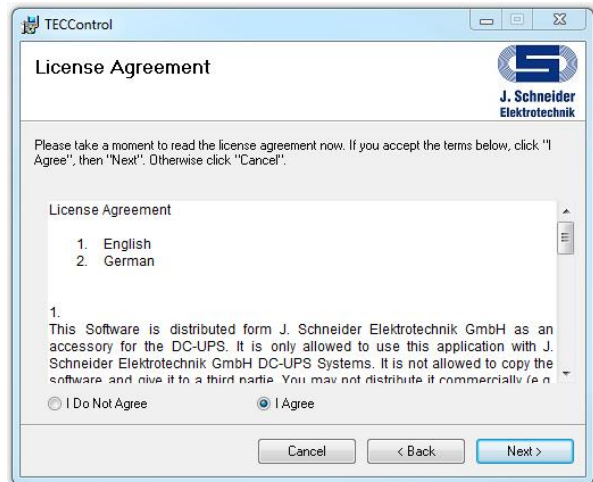 TECControl
License Agreement
J. Schneider
Elektrotechnik
Please take a moment to read the license agreement now. If you accept the terms below, click "I
Agree", then "Next". Otherwise click "Cancel".
License Agreement
1. English
2. German
1.
This Software is distributed form J. Schneider Elektrotechnik GmbH as an
accessory for the DC-UPS. It is only allowed to use this application with J.
Schneider Elektrotechnik GmbH DC-UPS Systems. It is not allowed to copy the
software and give it to a third partie. You may not distribute it commercially (e.g.
I Do Not Agree
I Agree
Cancel
< Back
Next >